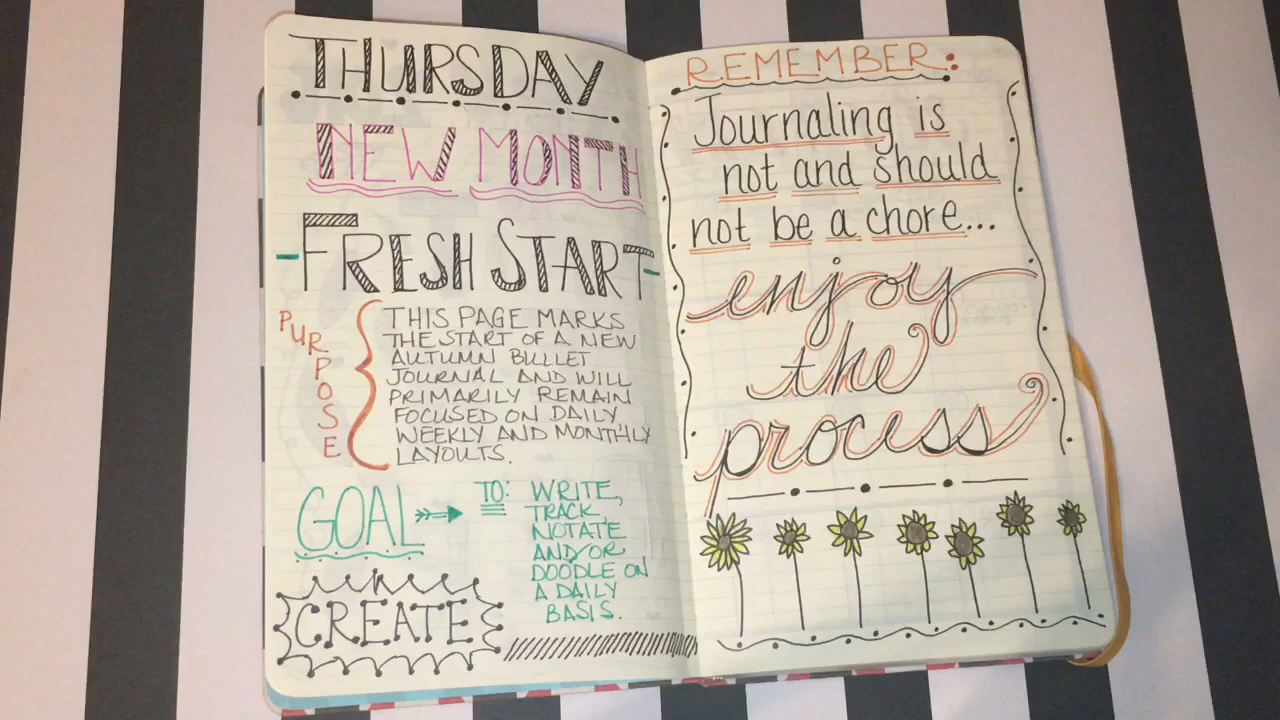 THURSDAY
NEW MONTH
FRESH START
PURPOSE
THIS PAGE MARKS
THE START OF A NEW
AUTUMN BULLET
JOURNAL AND WILL
PRIMARILY REMAIN
FOCUSED ON DAILY
WEEKLY AND MONTHLY
LAYOUTS.
GOAL TO: WRITE,
TRACK,
NOTATE
AND/OR
DOODLE ON
A DAILY
BASIS.
CREATE
REMEMBER:
Journaling is
not and should
not be a chore...
enjoy
the
process